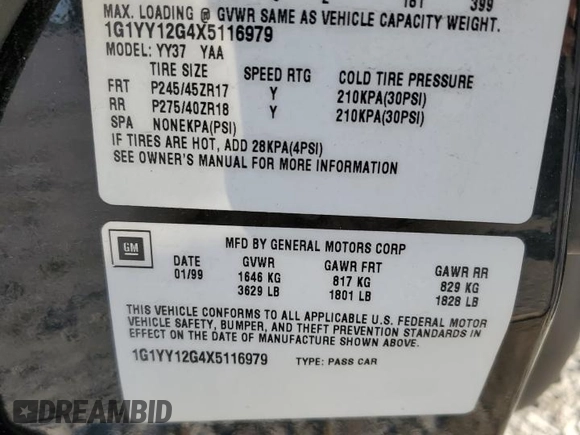 181 399
MAX. LOADING @ GVWR SAME AS VEHICLE CAPACITY WEIGHT.
1G1YY12G4X5116979
MODEL: YY37 YAA
TIRE SIZE SPEED RTG COLD TIRE PRESSURE
FRT P245/45ZR17 Y 210KPA(30PSI)
RR P275/40ZR18 Y 210KPA(30PSI)
SPA NONEKPA(PSI)
IF TIRES ARE HOT, ADD 28KPA(4PSI)
SEE OWNER'S MANUAL FOR MORE INFORMATION
GM
MFD BY GENERAL MOTORS CORP
DATE GVWR GAWR FRT GAWR RR
01/99 1646 KG 817 KG 829 KG
3629 LB 1801 LB 1828 LB
THIS VEHICLE CONFORMS TO ALL APPLICABLE U.S. FEDERAL MOTOR
VEHICLE SAFETY, BUMPER, AND THEFT PREVENTION STANDARDS IN
EFFECT ON THE DATE OF MANUFACTURE SHOWN ABOVE.
1G1YY12G4X5116979 TYPE: PASS CAR
DREAMBID